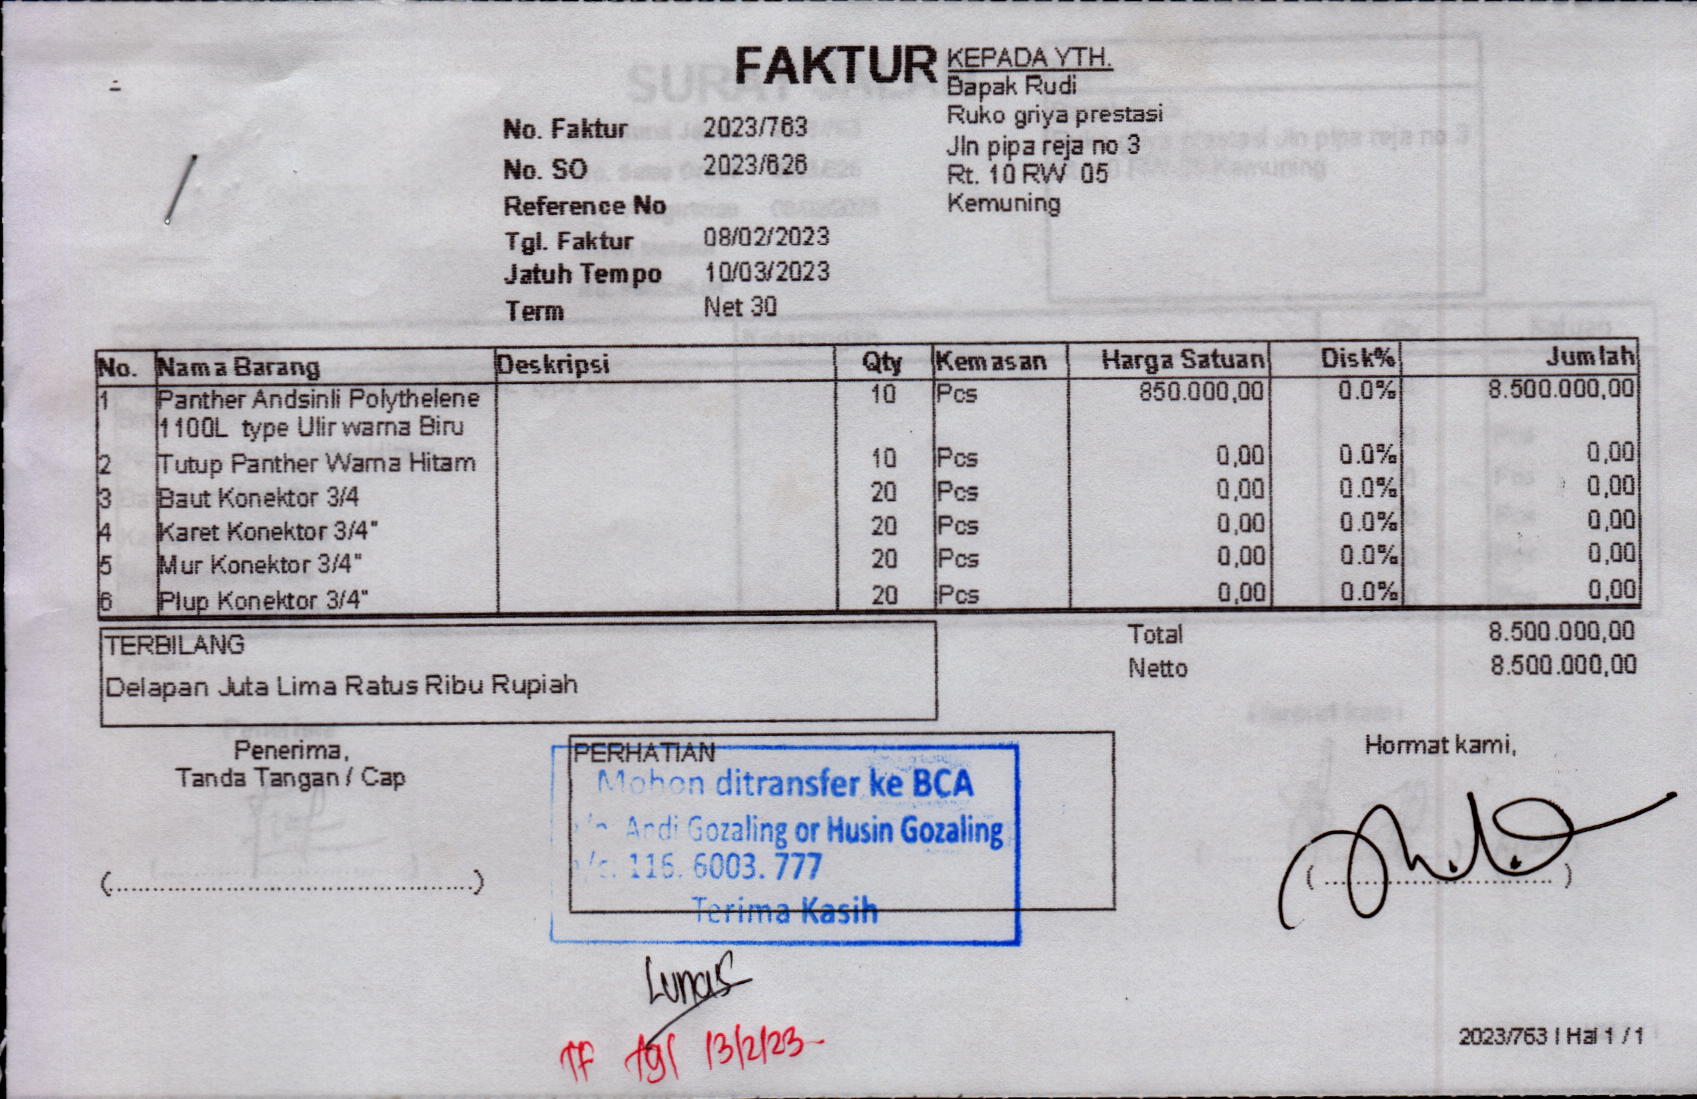 FAKTUR
KEPADA YTH.
Bapak Rudi
Ruko griya prestasi
Jln pipa reja no 3
Rt. 10 RW 05
Kemuning
No. Faktur 2023/763
No. SO 2023/626
Reference No
Tgl. Faktur 08/02/2023
Jatuh Tempo 10/03/2023
Term Net 30
No. Nama Barang Deskripsi Qty Kemasan Harga Satuan Disk% Jumlah
1 Panther Andsinli Polythelene 10 Pcs 850.000,00 0.0% 8.500.000,00
1100L type Ulir warna Biru
2 Tutup Panther Warna Hitam 10 Pcs 0,00 0.0% 0,00
3 Baut Konektor 3/4 20 Pcs 0,00 0.0% 0,00
4 Karet Konektor 3/4" 20 Pcs 0,00 0.0% 0,00
5 Mur Konektor 3/4" 20 Pcs 0,00 0.0% 0,00
6 Plup Konektor 3/4" 20 Pcs 0,00 0.0% 0,00
Total 8.500.000,00
Netto 8.500.000,00
TERBILANG
Delapan Juta Lima Ratus Ribu Rupiah
Penerima,
Tanda Tangan / Cap
(..........................................................)
PERHATIAN
Mohon ditransfer ke BCA
Andi Gozaling or Husin Gozaling
116. 6003. 777
Terima Kasih
Hormat kami,
Lunas
TF tgl 13/2/23
2023/763 | Hal 1 / 1